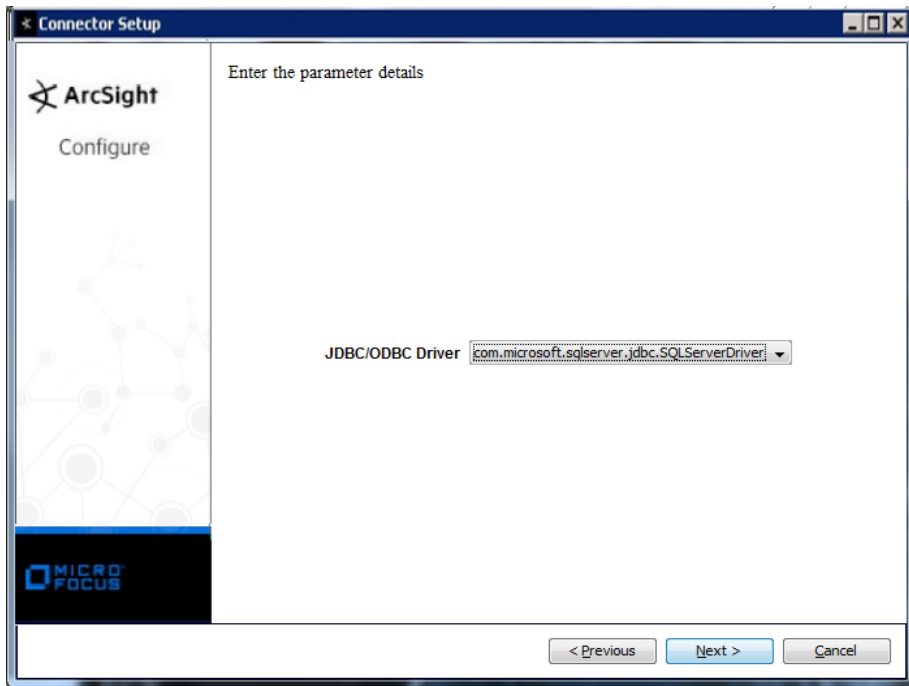 Connector Setup
ArcSight
Configure
Enter the parameter details
JDBC/ODBC Driver com.microsoft.sqlserver.jdbc.SQLServerDriver
MICRO
FOCUS
< Previous Next > Cancel